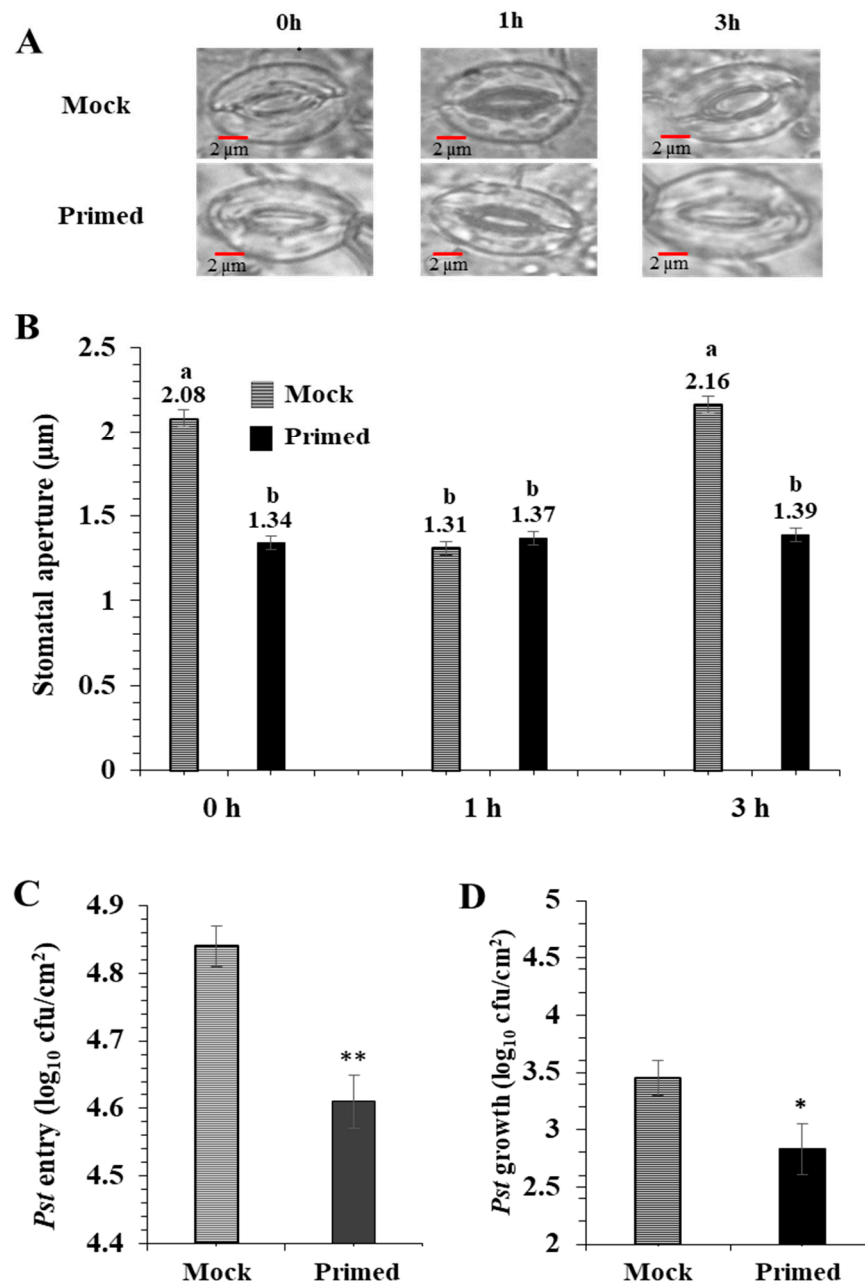 A
0h 1h 3h
Mock
2 µm 2 µm 2 µm
Primed
2 µm 2 µm 2 µm
B
Stomatal aperture (µm)
2.5
2
1.5
1
0.5
0
a
2.08
b
1.34
b
1.31
b
1.37
a
2.16
b
1.39
Mock
Primed
0 h 1 h 3 h
C
Pst entry (log10 cfu/cm2)
4.9
4.8
4.7
4.6
4.5
4.4
**
Mock Primed
D
Pst growth (log10 cfu/cm2)
5
4.5
4
3.5
3
2.5
2
*
Mock Primed